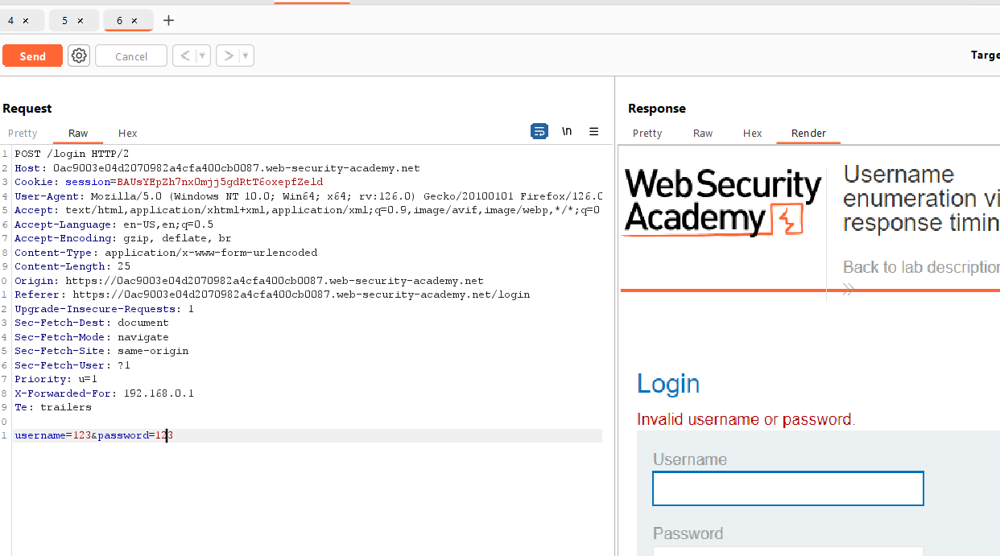 4 × 5 × 6 × +
Send Cancel < >
Targe
Request
Pretty Raw Hex \n
1 POST /login HTTP/2
2 Host: 0ac9003e04d2070982a4cfa400cb0087.web-security-academy.net
3 Cookie: session=BAUsYEpZh7nxOmjj5gdRtT6oxepfZeld
4 User-Agent: Mozilla/5.0 (Windows NT 10.0; Win64; x64; rv:126.0) Gecko/20100101 Firefox/126.0
5 Accept: text/html,application/xhtml+xml,application/xml;q=0.9,image/avif,image/webp,*/*;q=0
6 Accept-Language: en-US,en;q=0.5
7 Accept-Encoding: gzip, deflate, br
8 Content-Type: application/x-www-form-urlencoded
9 Content-Length: 25
0 Origin: https://0ac9003e04d2070982a4cfa400cb0087.web-security-academy.net
1 Referer: https://0ac9003e04d2070982a4cfa400cb0087.web-security-academy.net/login
2 Upgrade-Insecure-Requests: 1
3 Sec-Fetch-Dest: document
4 Sec-Fetch-Mode: navigate
5 Sec-Fetch-Site: same-origin
6 Sec-Fetch-User: ?1
7 Priority: u=1
8 X-Forwarded-For: 192.168.0.1
9 Te: trailers
0
1 username=123&password=123
Response
Pretty Raw Hex Render
Web Security
Academy
Username
enumeration vi
response timin
Back to lab description
Login
Invalid username or password.
Username
Password